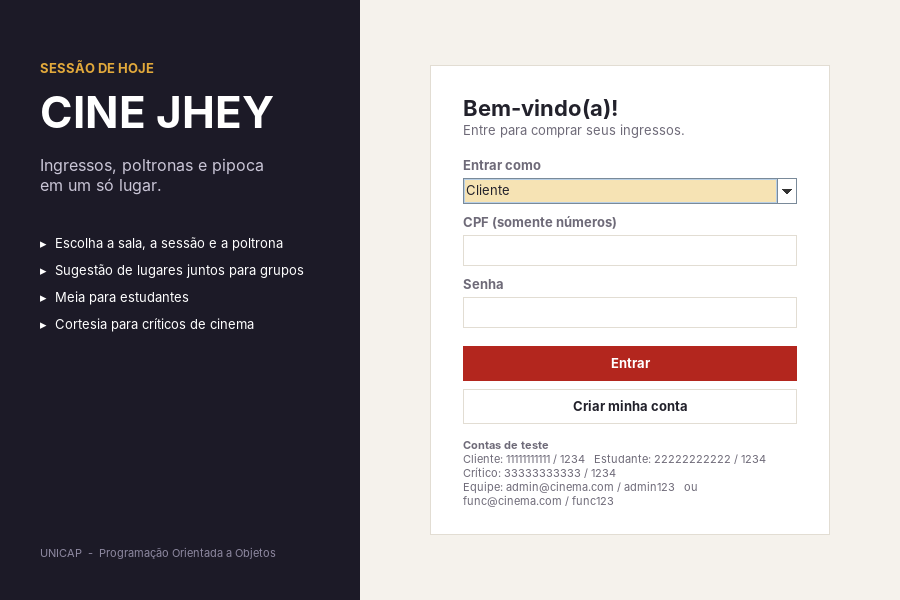 SESSÃO DE HOJE
CINE JHEY
Ingressos, poltronas e pipoca
em um só lugar.
▸ Escolha a sala, a sessão e a poltrona
▸ Sugestão de lugares juntos para grupos
▸ Meia para estudantes
▸ Cortesia para críticos de cinema
UNICAP - Programação Orientada a Objetos
Bem-vindo(a)!
Entre para comprar seus ingressos.
Entrar como
Cliente
CPF (somente números)
Senha
Entrar
Criar minha conta
Contas de teste
Cliente: 11111111111 / 1234 Estudante: 22222222222 / 1234
Crítico: 33333333333 / 1234
Equipe: admin@cinema.com / admin123 ou
func@cinema.com / func123